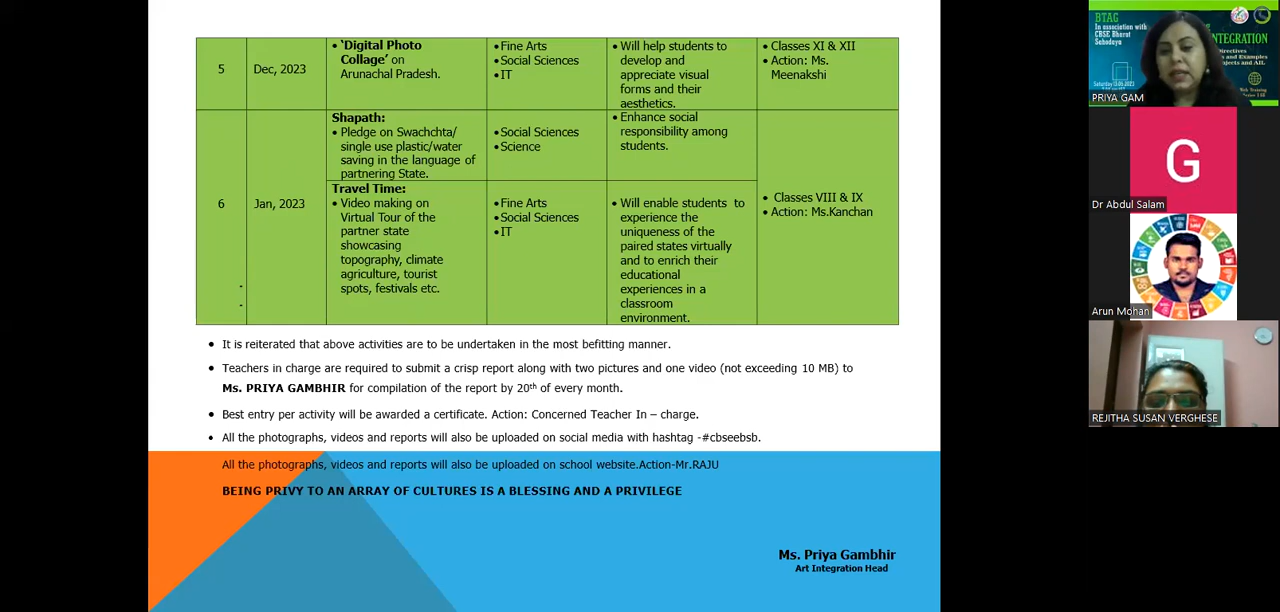 5
Dec, 2023
• ‘Digital Photo
Collage’ on
Arunachal Pradesh.
• Fine Arts
• Social Sciences
• IT
• Will help students to
develop and
appreciate visual
forms and their
aesthetics.
• Classes XI & XII
• Action: Ms.
Meenakshi
6
Jan, 2023
Shapath:
• Pledge on Swachchta/
single use plastic/water
saving in the language of
partnering State.
• Social Sciences
• Science
• Enhance social
responsibility among
students.
Travel Time:
• Video making on
Virtual Tour of the
partner state
showcasing
topography, climate
agriculture, tourist
spots, festivals etc.
• Fine Arts
• Social Sciences
• IT
• Will enable students to
experience the
uniqueness of the
paired states virtually
and to enrich their
educational
experiences in a
classroom
environment.
• Classes VIII & IX
• Action: Ms.Kanchan
• It is reiterated that above activities are to be undertaken in the most befitting manner.
• Teachers in charge are required to submit a crisp report along with two pictures and one video (not exceeding 10 MB) to
Ms. PRIYA GAMBHIR for compilation of the report by 20th of every month.
• Best entry per activity will be awarded a certificate. Action: Concerned Teacher In – charge.
• All the photographs, videos and reports will also be uploaded on social media with hashtag -#cbseebsb.
All the photographs, videos and reports will also be uploaded on school website.Action-Mr.RAJU
BEING PRIVY TO AN ARRAY OF CULTURES IS A BLESSING AND A PRIVILEGE
Ms. Priya Gambhir
Art Integration Head
BTAG
In association with
CBSE Bharat
Sahodaya
NTEGRATION
and Examples
PRIYA GAM
G
Dr Abdul Salam
Arun Mohan
REJITHA SUSAN VERGHESE